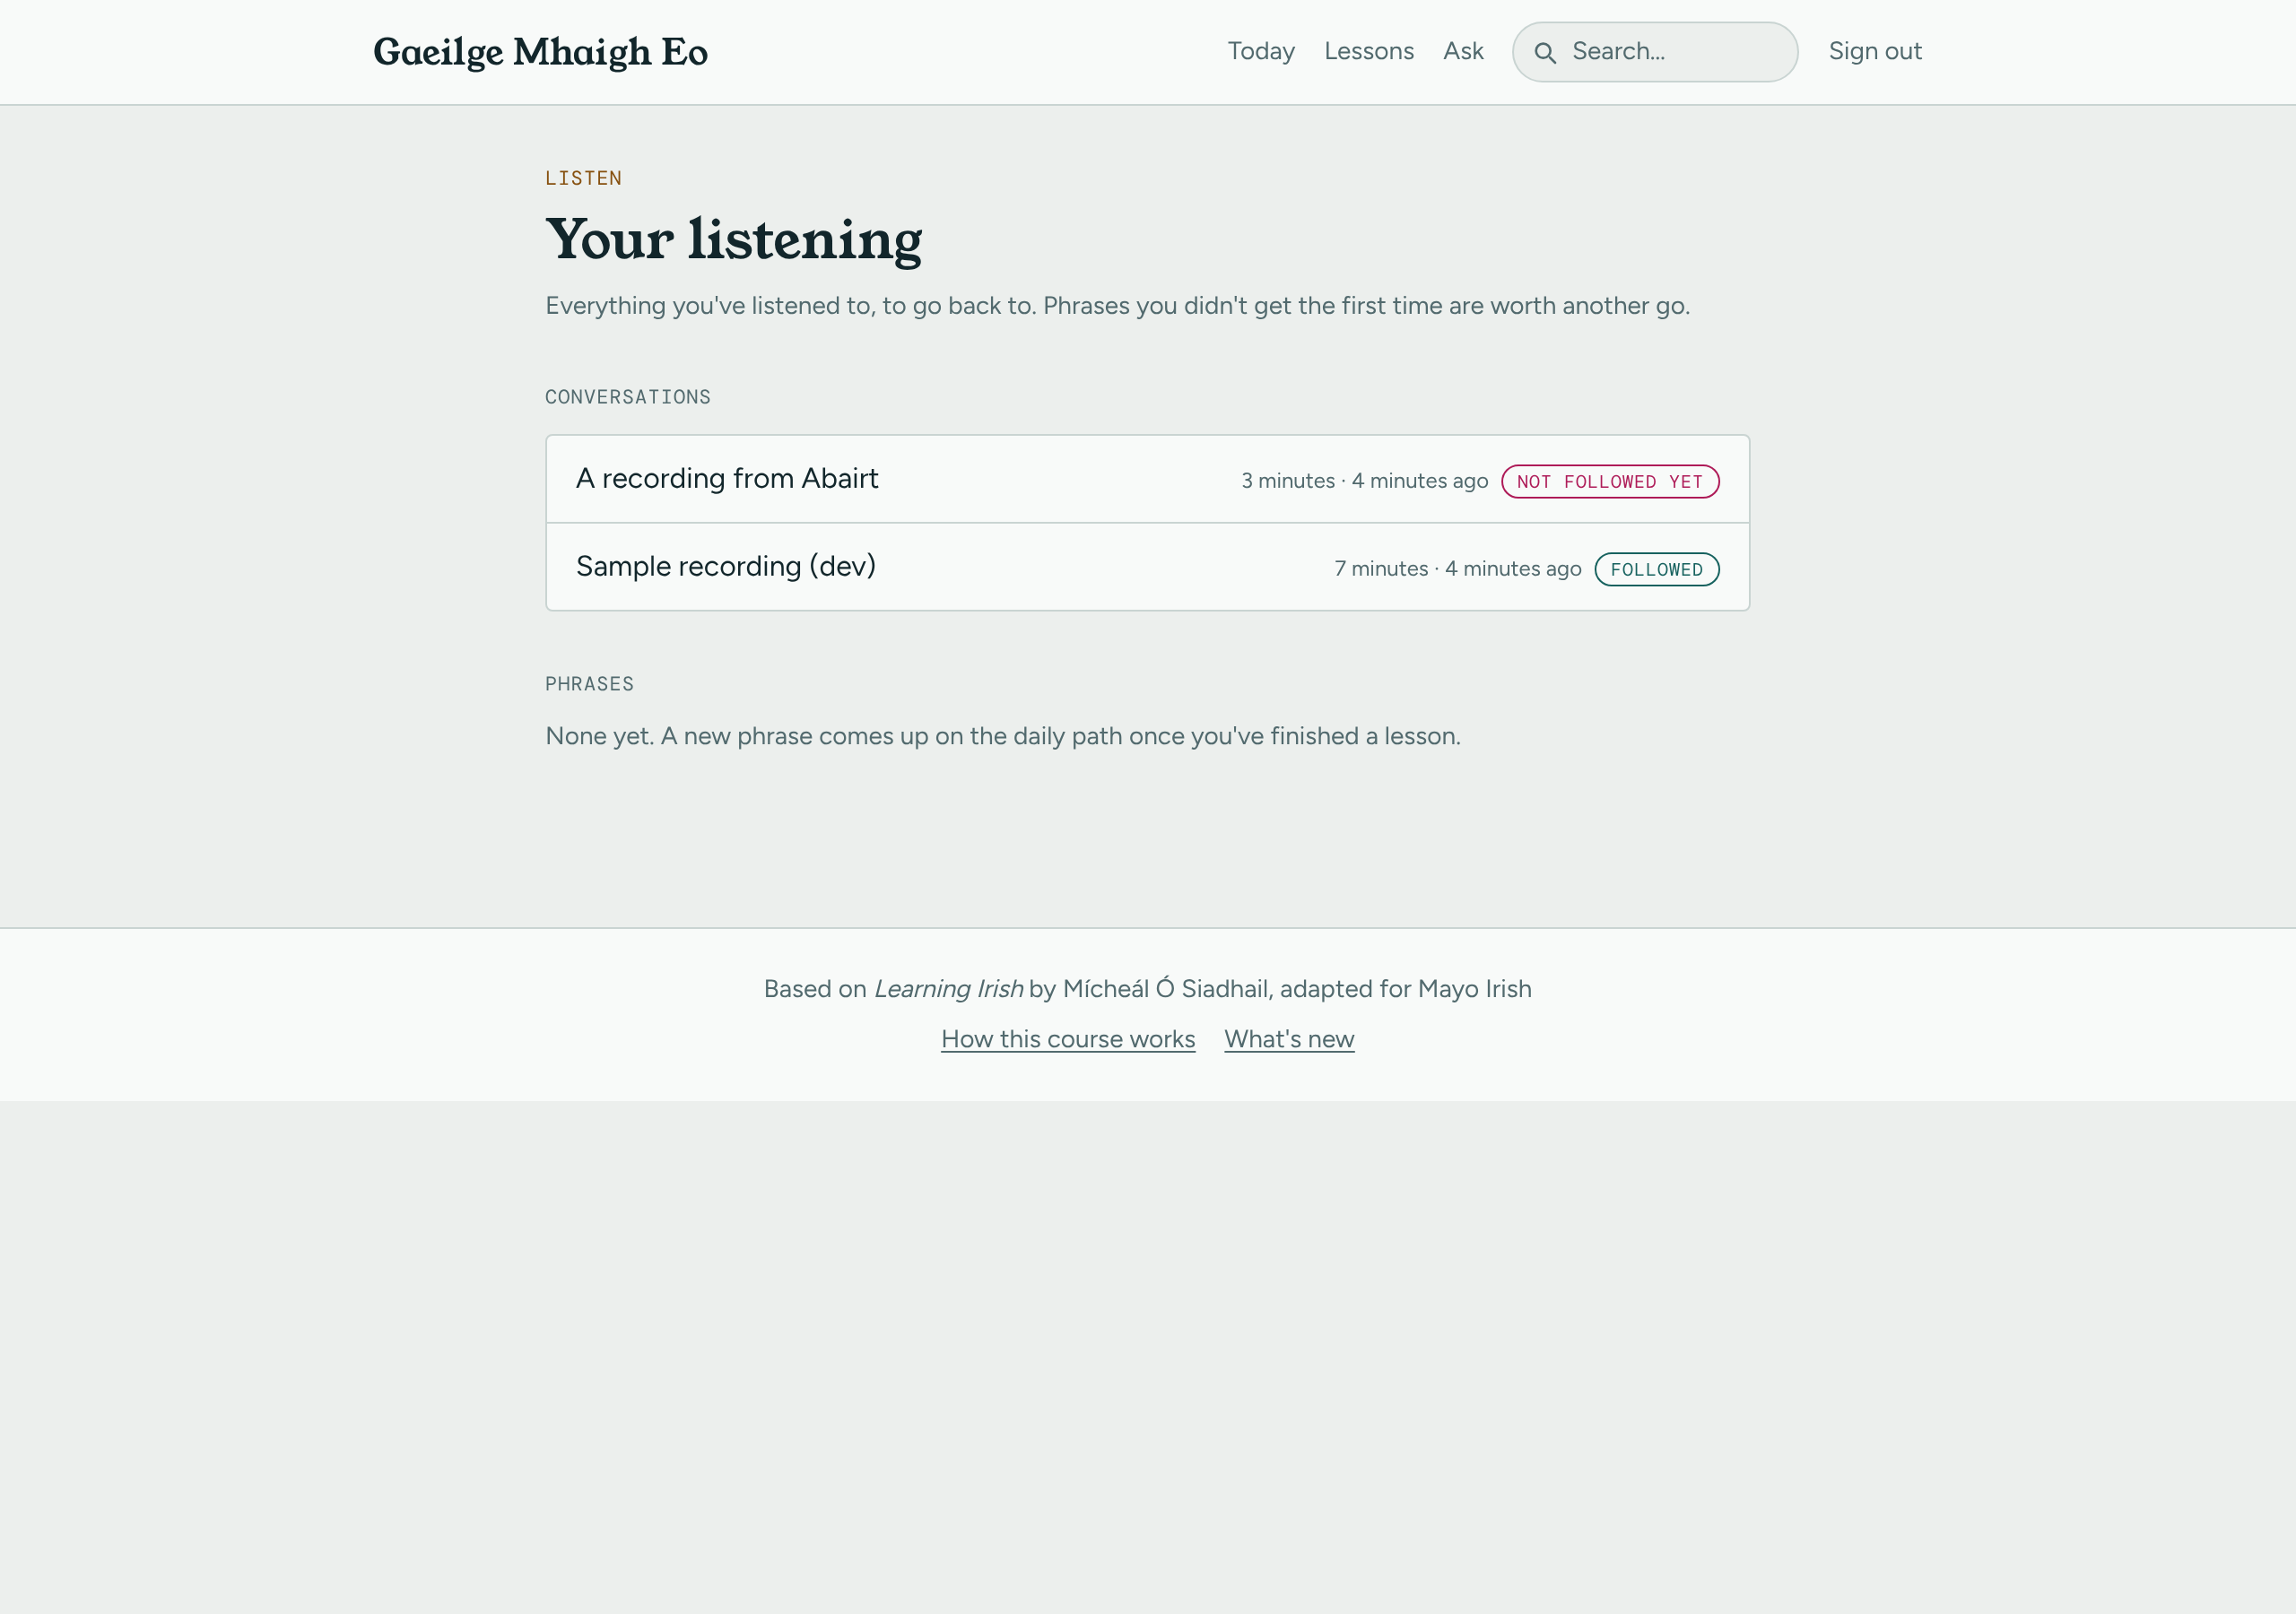 Gaeilge Mhaigh Eo
Today Lessons Ask Search... Sign out
LISTEN
Your listening
Everything you've listened to, to go back to. Phrases you didn't get the first time are worth another go.
CONVERSATIONS
A recording from Abairt 3 minutes · 4 minutes ago NOT FOLLOWED YET
Sample recording (dev) 7 minutes · 4 minutes ago FOLLOWED
PHRASES
None yet. A new phrase comes up on the daily path once you've finished a lesson.
Based on Learning Irish by Mícheál Ó Siadhail, adapted for Mayo Irish
How this course works What's new